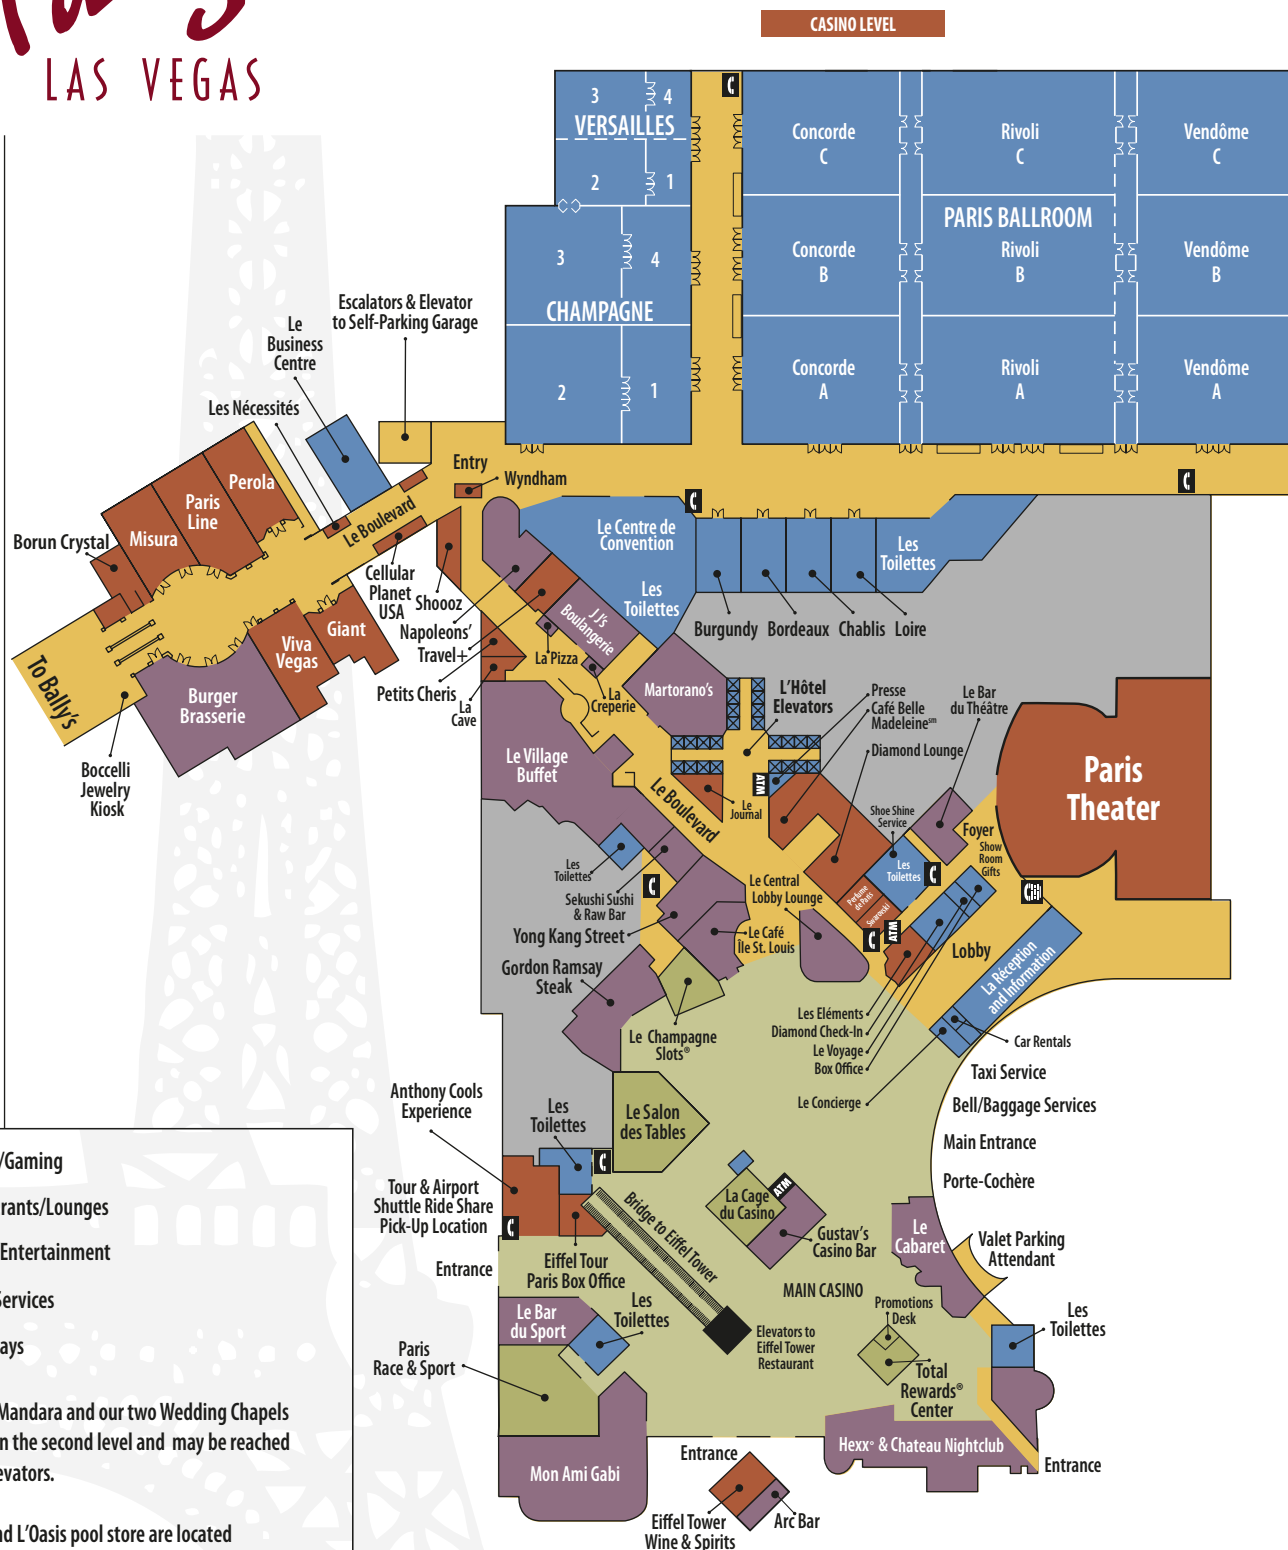 LAS VEGAS
CASINO LEVEL
3
4
VERSAILLES
2
1
3
4
CHAMPAGNE
2
1
Concorde
C
Rivoli
C
Vendôme
C
PARIS BALLROOM
Concorde
B
Rivoli
B
Vendôme
B
Concorde
A
Rivoli
A
Vendôme
A
Escalators & Elevator
to Self-Parking Garage
Le
Business
Centre
Les Nécessités
Entry
Wyndham
Perola
Paris
Line
Misura
Borun Crystal
Le Boulevard
Cellular
Planet
USA
Shoooz
Napoleons'
Travel+
Petits Cheris
La
Cave
Giant
Viva
Vegas
Burger
Brasserie
To Bally's
Boccelli
Jewelry
Kiosk
Le Centre de
Convention
Les
Toilettes
Les
Toilettes
Burgundy
Bordeaux
Chablis
Loire
JJ's
Boulangerie
La Pizza
La
Creperie
Martorano's
L'Hôtel
Elevators
Presse
Café Belle
Madeleine℠
Diamond Lounge
Le Bar
du Théâtre
Paris
Theater
Le Village
Buffet
Le Boulevard
Le
Journal
ATM
Shoe Shine
Service
Les
Toilettes
Foyer
Show
Room
Gifts
Les
Toilettes
Sekushi Sushi
& Raw Bar
Yong Kang Street
Le Central
Lobby Lounge
Perfume
de Paris
Swarovski
ATM
Le Café
Île St. Louis
Lobby
La Réception
and Information
Gordon Ramsay
Steak
Le Champagne
Slots®
Les Eléments
Diamond Check-In
Le Voyage
Box Office
Car Rentals
Le Concierge
Taxi Service
Bell/Baggage Services
Main Entrance
Porte-Cochère
Anthony Cools
Experience
Les
Toilettes
Le Salon
des Tables
Tour & Airport
Shuttle Ride Share
Pick-Up Location
Bridge to Eiffel Tower
La Cage
du Casino
ATM
Gustav's
Casino Bar
Le
Cabaret
Valet Parking
Attendant
Entrance
Eiffel Tour
Paris Box Office
MAIN CASINO
Le Bar
du Sport
Les
Toilettes
Promotions
Desk
Les
Toilettes
Elevators to
Eiffel Tower
Restaurant
Paris
Race & Sport
Total
Rewards®
Center
Mon Ami Gabi
Hexx® & Chateau Nightclub
Entrance
Entrance
Eiffel Tower
Wine & Spirits
Arc Bar
/Gaming
rants/Lounges
Entertainment
Services
ays
Mandara and our two Wedding Chapels
n the second level and may be reached
evators.
nd L'Oasis pool store are located